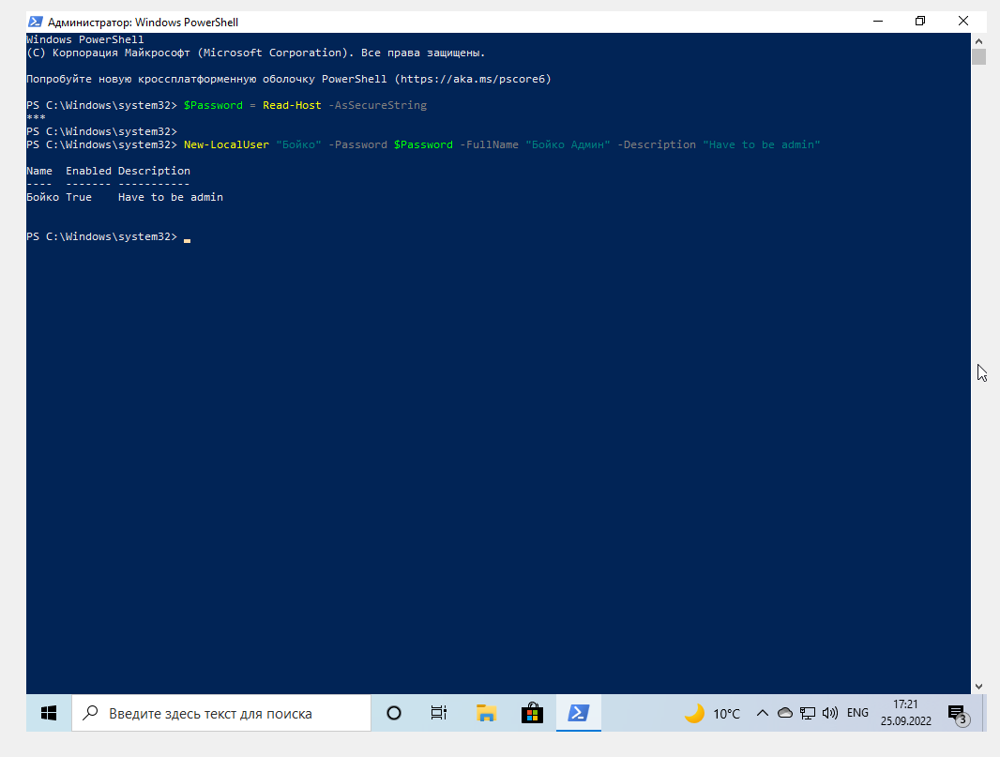 Администратор: Windows PowerShell
Windows PowerShell
(C) Корпорация Майкрософт (Microsoft Corporation). Все права защищены.
Попробуйте новую кроссплатформенную оболочку PowerShell (https://aka.ms/pscore6)
PS C:\Windows\system32> $Password = Read-Host -AsSecureString
***
PS C:\Windows\system32>
PS C:\Windows\system32> New-LocalUser "Бойко" -Password $Password -FullName "Бойко Админ" -Description "Have to be admin"
Name  Enabled Description
----  ------- -----------
Бойко True    Have to be admin
PS C:\Windows\system32>
Введите здесь текст для поиска
10°C
ENG
17:21
25.09.2022
3